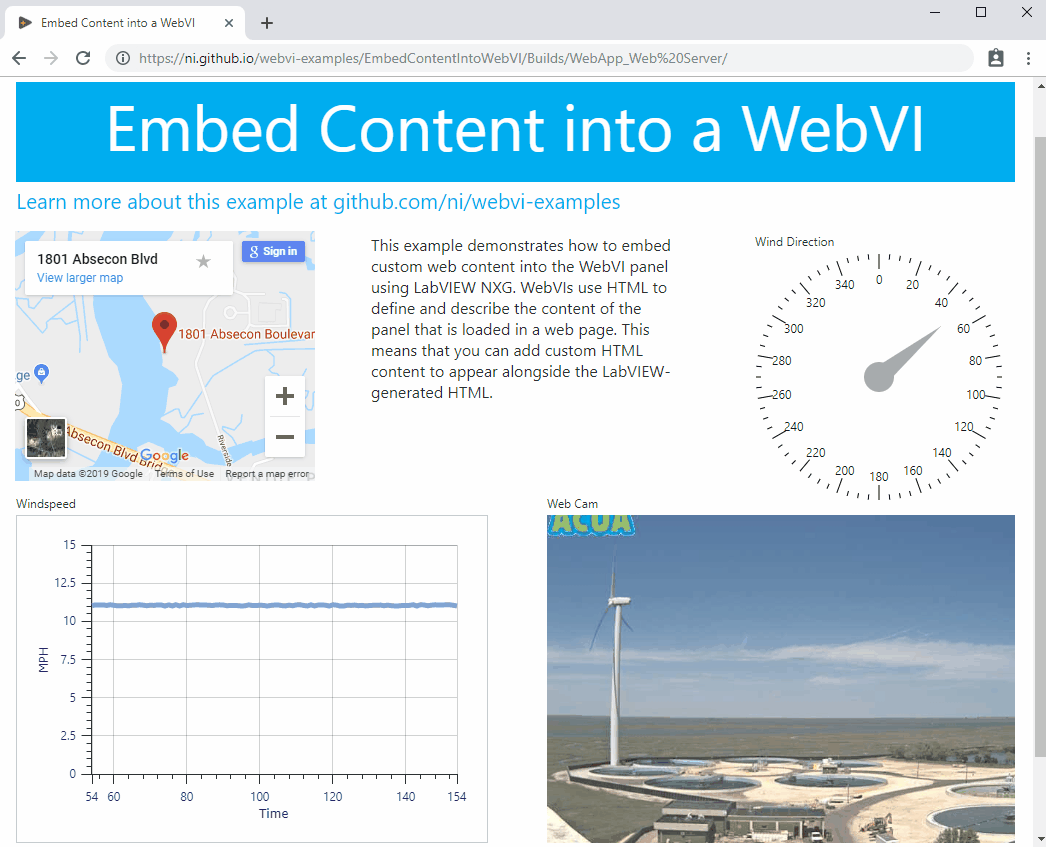 Embed Content into a WebVI
https://ni.github.io/webvi-examples/EmbedContentIntoWebVI/Builds/WebApp_Web%20Server/
Embed Content into a WebVI
Learn more about this example at github.com/ni/webvi-examples
1801 Absecon Blvd
View larger map
Sign in
1801 Absecon Boulevar
ge
Absecon Blvd Bridge
Riverside
Google
Map data ©2019 Google
Terms of Use
Report a map error
This example demonstrates how to embed
custom web content into the WebVI panel
using LabVIEW NXG. WebVIs use HTML to
define and describe the content of the
panel that is loaded in a web page. This
means that you can add custom HTML
content to appear alongside the LabVIEW-
generated HTML.
Wind Direction
0
20
40
60
80
100
120
140
160
180
200
220
240
260
280
300
320
340
Windspeed
15
12.5
10
7.5
5
2.5
0
MPH
54 60 80 100 120 140 154
Time
Web Cam
ACUA